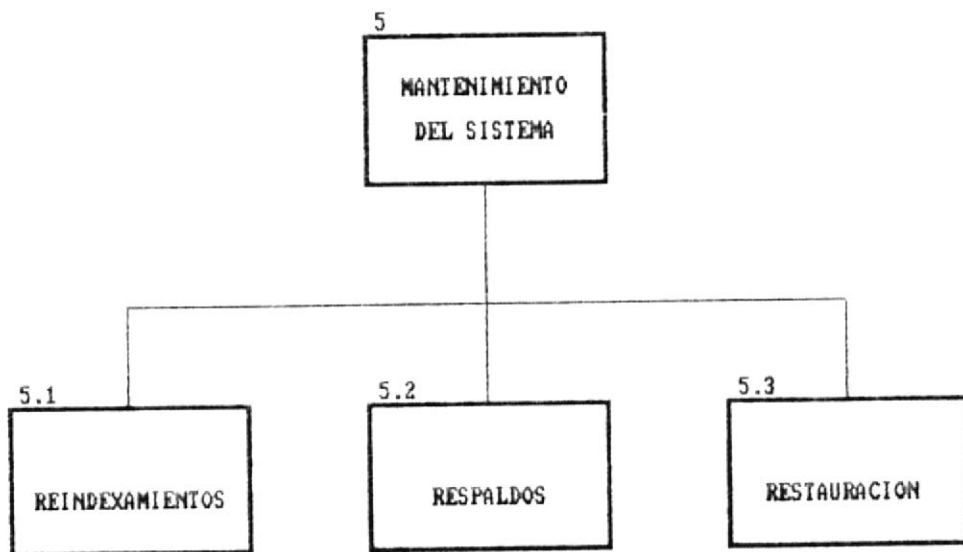 5
MANTENIMIENTO
DEL SISTEMA
5.1
5.2
5.3
REINDEXAMIENTOS
RESPALDOS
RESTAURACION